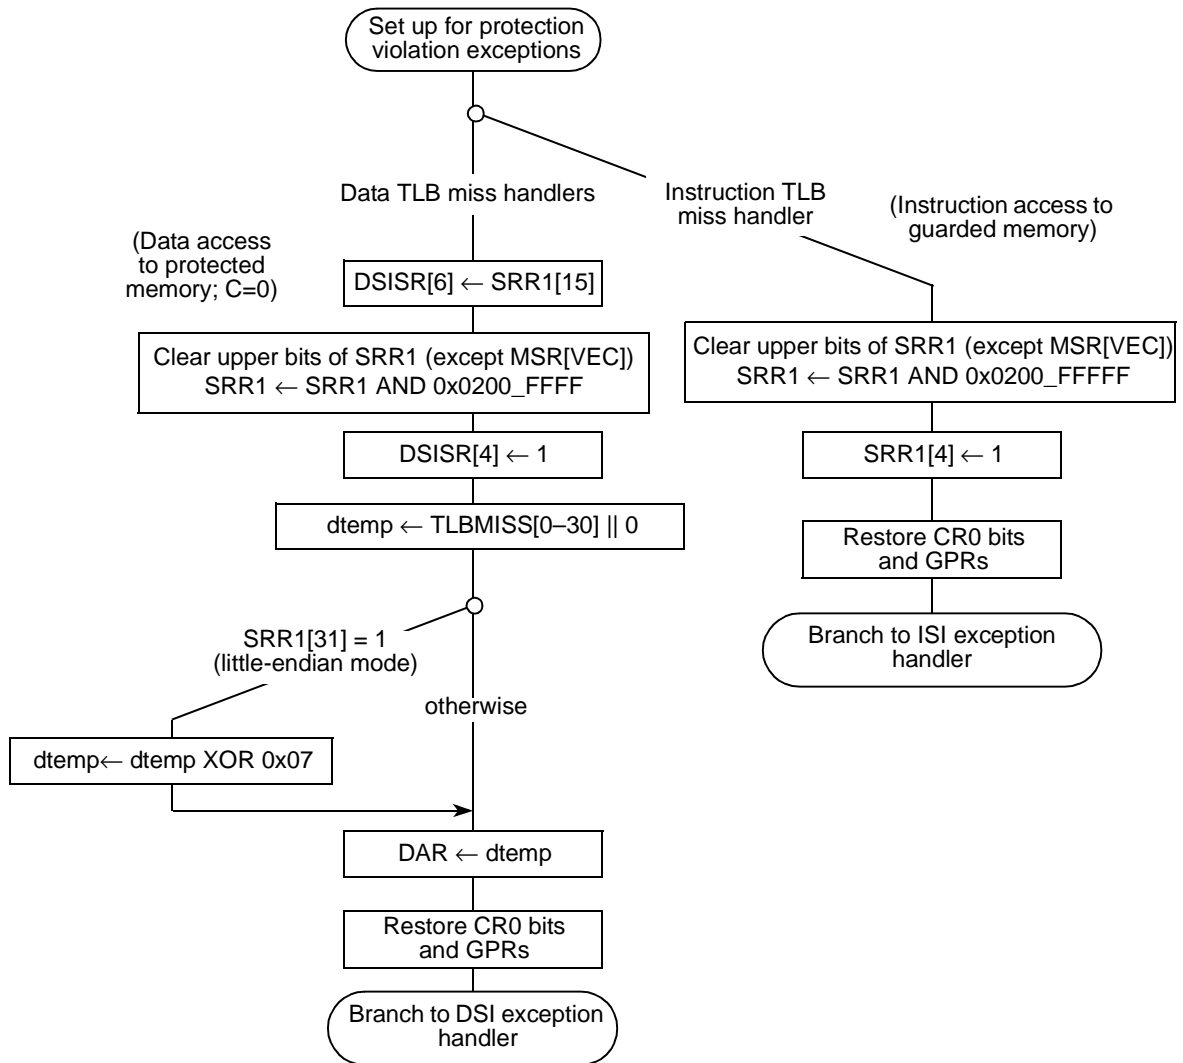 Set up for protection
violation exceptions
Data TLB miss handlers
Instruction TLB
miss handler
(Instruction access to
guarded memory)
(Data access
to protected
memory; C=0)
DSISR[6] ← SRR1[15]
Clear upper bits of SRR1 (except MSR[VEC])
SRR1 ← SRR1 AND 0x0200_FFFF
Clear upper bits of SRR1 (except MSR[VEC])
SRR1 ← SRR1 AND 0x0200_FFFFF
DSISR[4] ← 1
SRR1[4] ← 1
dtemp ← TLBMISS[0–30] || 0
Restore CR0 bits
and GPRs
Branch to ISI exception
handler
SRR1[31] = 1
(little-endian mode)
otherwise
dtemp← dtemp XOR 0x07
DAR ← dtemp
Restore CR0 bits
and GPRs
Branch to DSI exception
handler